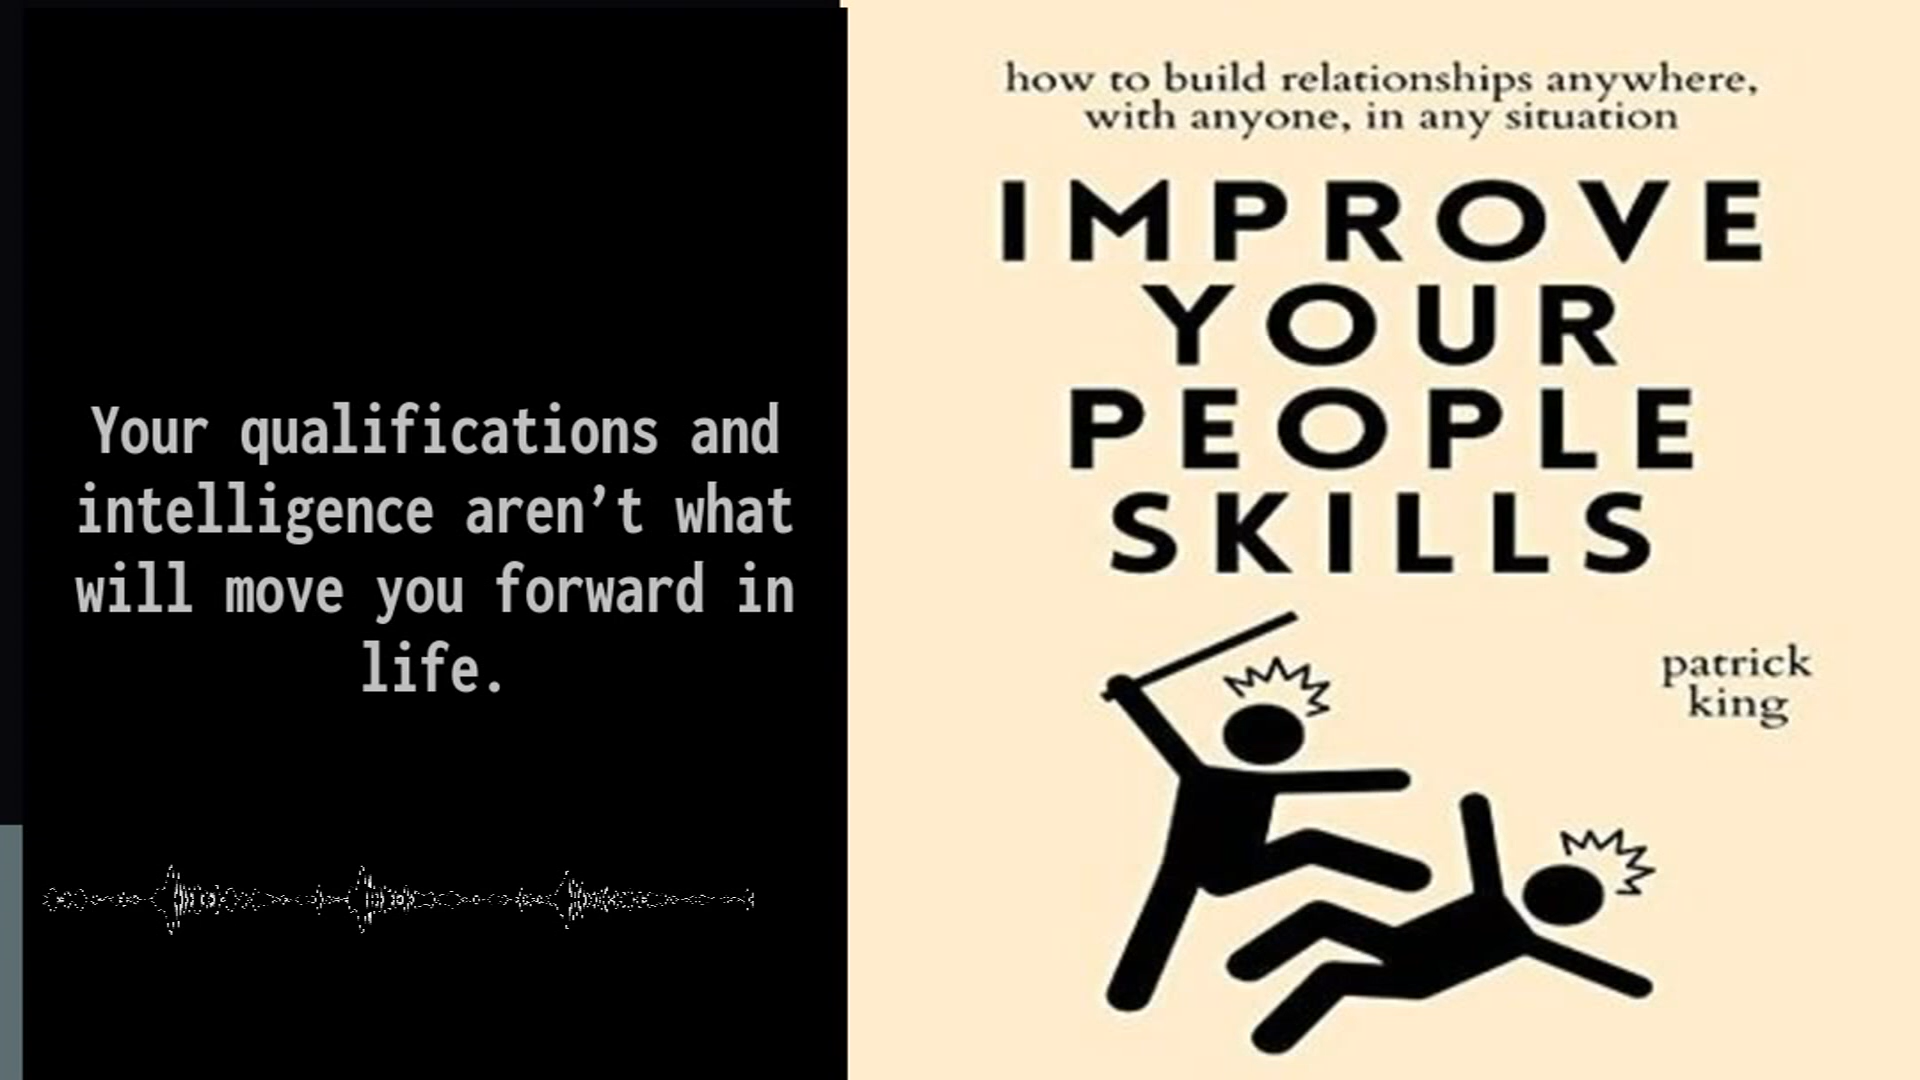 Your qualifications and
intelligence aren’t what
will move you forward in
life.
how to build relationships anywhere,
with anyone, in any situation
IMPROVE
YOUR
PEOPLE
SKILLS
patrick
king